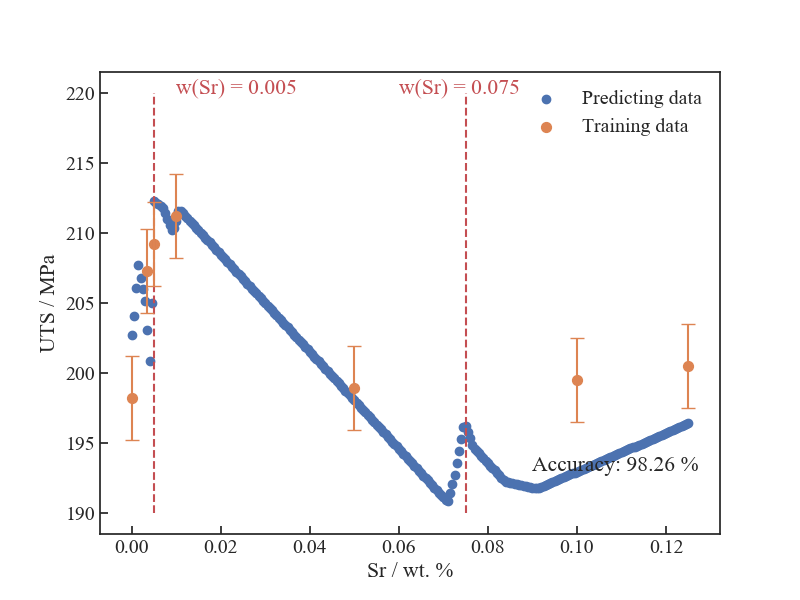 w(Sr) = 0.005
w(Sr) = 0.075
Predicting data
Training data
220
215
210
205
200
195
190
UTS / MPa
Accuracy: 98.26 %
0.00
0.02
0.04
0.06
0.08
0.10
0.12
Sr / wt. %